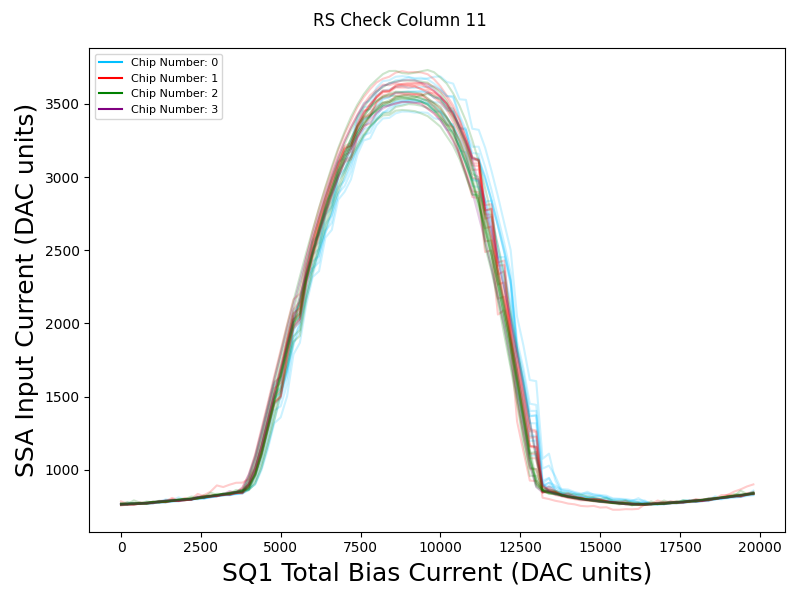 RS Check Column 11
Chip Number: 0
Chip Number: 1
Chip Number: 2
Chip Number: 3
SSA Input Current (DAC units)
3500
3000
2500
2000
1500
1000
0 2500 5000 7500 10000 12500 15000 17500 20000
SQ1 Total Bias Current (DAC units)